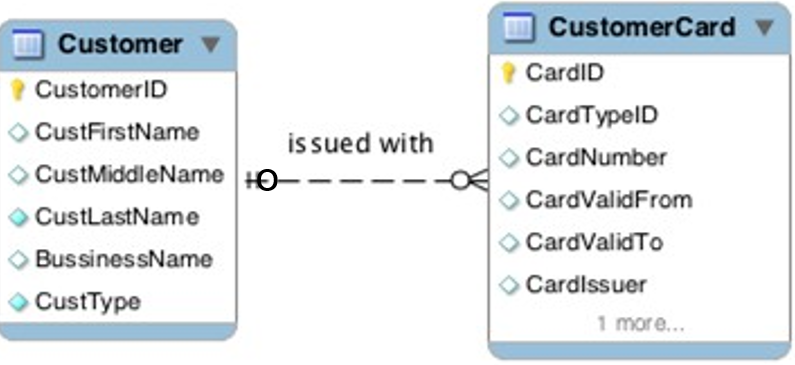 Customer
CustomerID
CustFirstName
CustMiddleName
CustLastName
BussinessName
CustType
issued with
CustomerCard
CardID
CardTypeID
CardNumber
CardValidFrom
CardValidTo
CardIssuer
1 more...